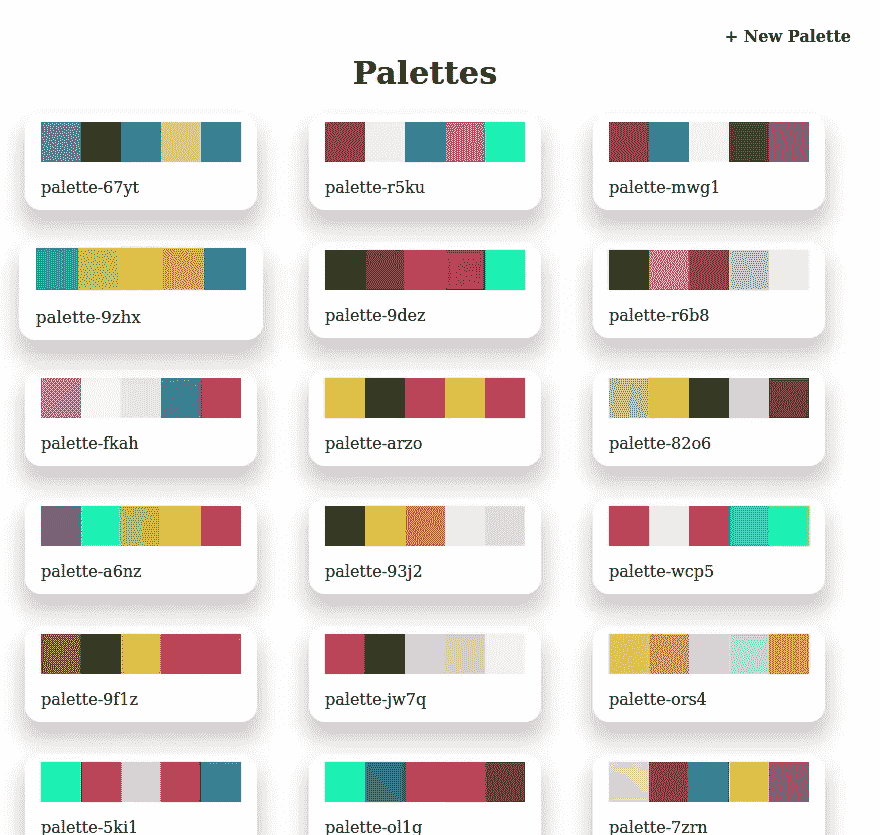 + New Palette
Palettes
palette-67yt
palette-r5ku
palette-mwg1
palette-9zhx
palette-9dez
palette-r6b8
palette-fkah
palette-arzo
palette-82o6
palette-a6nz
palette-93j2
palette-wcp5
palette-9f1z
palette-jw7q
palette-ors4
palette-5ki1
palette-ol1q
palette-7zrn